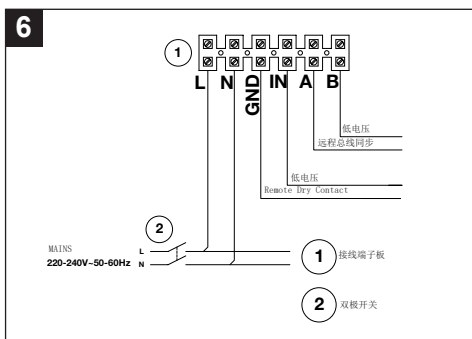 6
1
L N GND IN A B
低电压
远程总线同步
低电压
Remote Dry Contact
2
MAINS
L
220-240V~50-60Hz N
1 接线端子板
2 双极开关